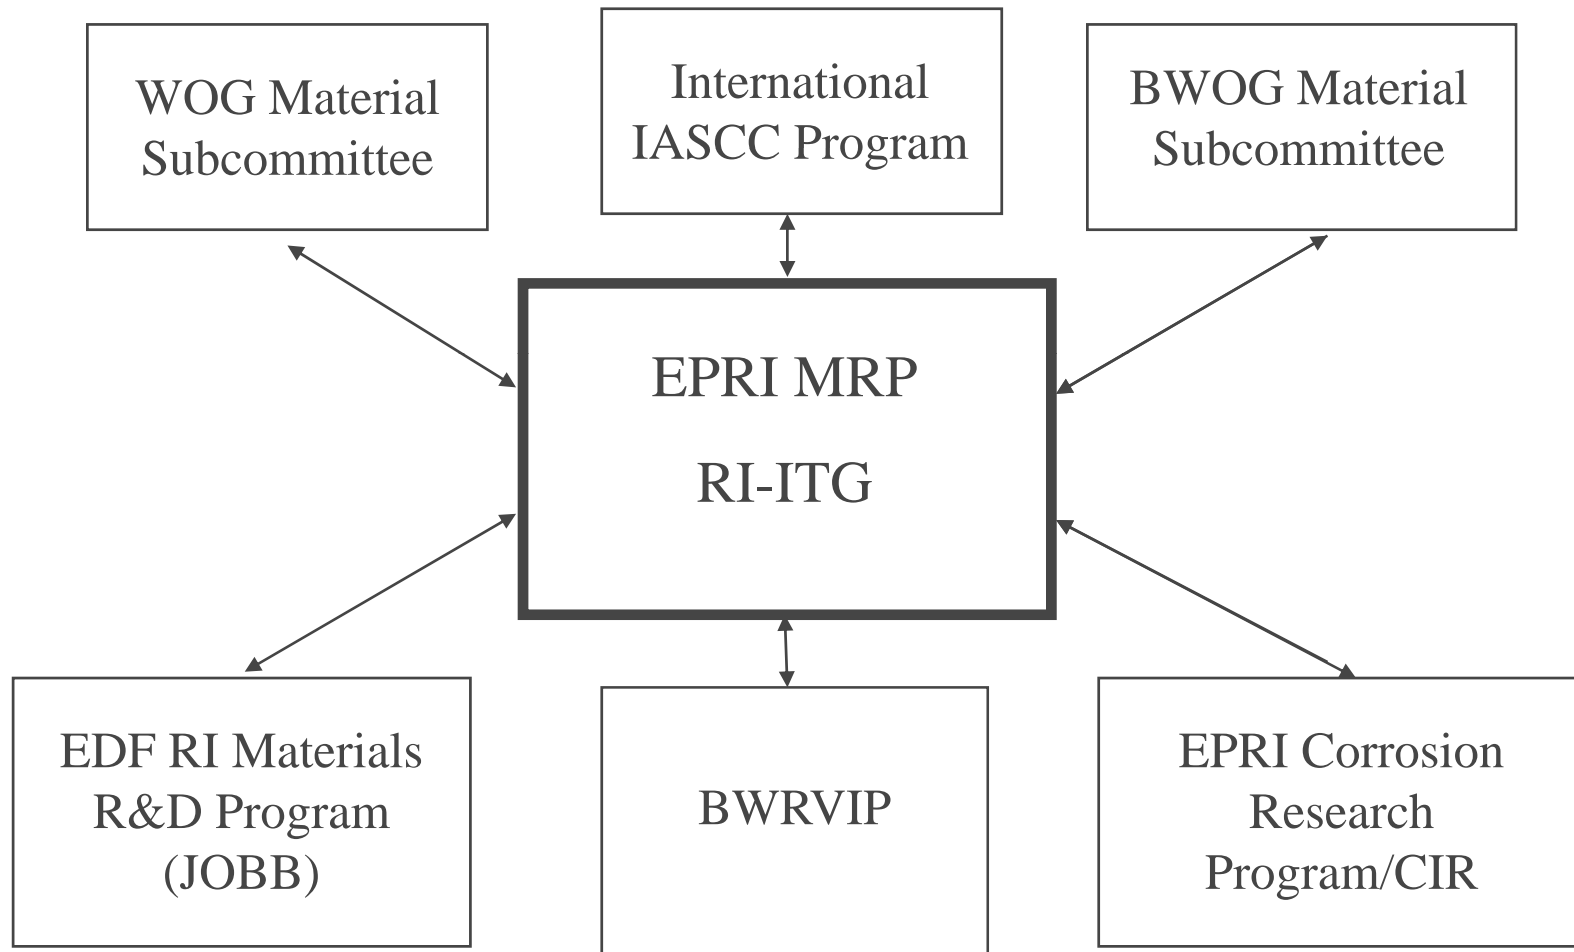 WOG Material
Subcommittee
International
IASCC Program
BWOG Material
Subcommittee
EPRI MRP
RI-ITG
EDF RI Materials
R&D Program
(JOBB)
BWRVIP
EPRI Corrosion
Research
Program/CIR